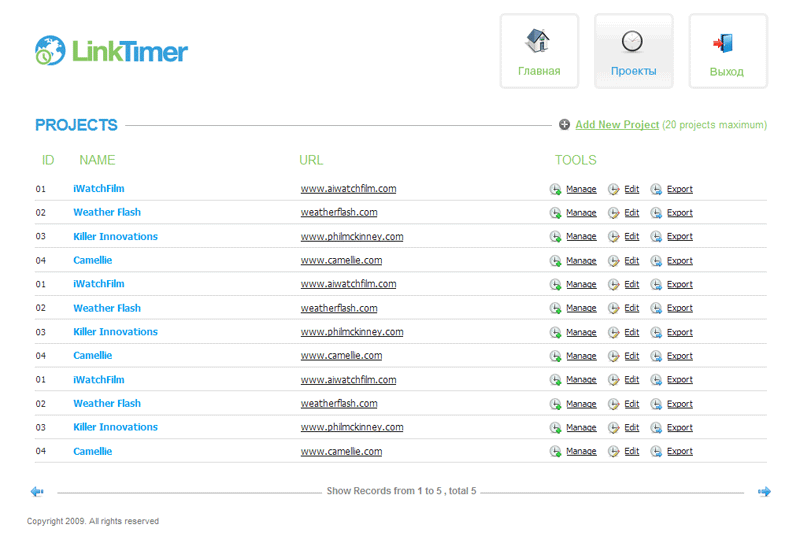 LinkTimer
Главная Проекты Выход
PROJECTS Add New Project (20 projects maximum)
ID NAME URL TOOLS
01 iWatchFilm www.aiwatchfilm.com Manage Edit Export
02 Weather Flash weatherflash.com Manage Edit Export
03 Killer Innovations www.philmckinney.com Manage Edit Export
04 Camellie www.camellie.com Manage Edit Export
01 iWatchFilm www.aiwatchfilm.com Manage Edit Export
02 Weather Flash weatherflash.com Manage Edit Export
03 Killer Innovations www.philmckinney.com Manage Edit Export
04 Camellie www.camellie.com Manage Edit Export
01 iWatchFilm www.aiwatchfilm.com Manage Edit Export
02 Weather Flash weatherflash.com Manage Edit Export
03 Killer Innovations www.philmckinney.com Manage Edit Export
04 Camellie www.camellie.com Manage Edit Export
Show Records from 1 to 5 , total 5
Copyright 2009. All rights reserved